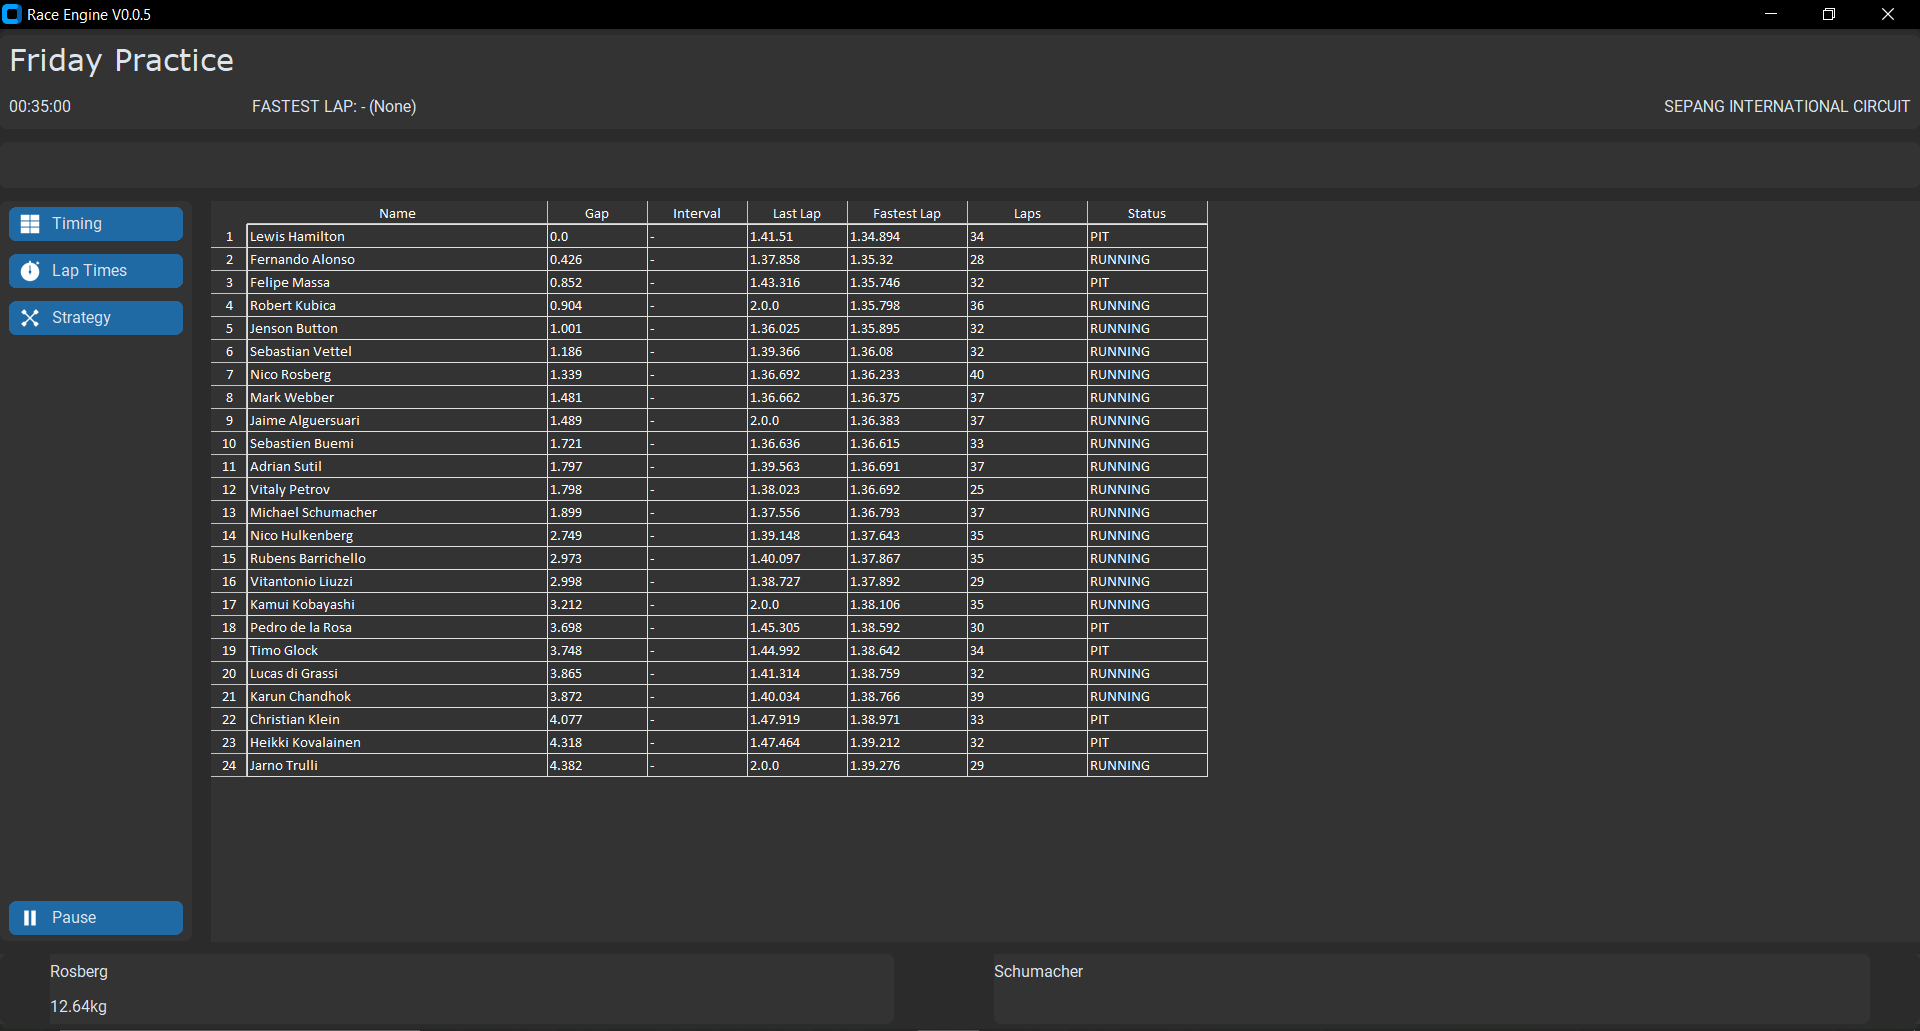 Race Engine V0.0.5
Friday Practice
00:35:00 FASTEST LAP: - (None) SEPANG INTERNATIONAL CIRCUIT
Timing
Lap Times
Strategy
Name Gap Interval Last Lap Fastest Lap Laps Status
1 Lewis Hamilton 0.0 - 1.41.51 1.34.894 34 PIT
2 Fernando Alonso 0.426 - 1.37.858 1.35.32 28 RUNNING
3 Felipe Massa 0.852 - 1.43.316 1.35.746 32 PIT
4 Robert Kubica 0.904 - 2.0.0 1.35.798 36 RUNNING
5 Jenson Button 1.001 - 1.36.025 1.35.895 32 RUNNING
6 Sebastian Vettel 1.186 - 1.39.366 1.36.08 32 RUNNING
7 Nico Rosberg 1.339 - 1.36.692 1.36.233 40 RUNNING
8 Mark Webber 1.481 - 1.36.662 1.36.375 37 RUNNING
9 Jaime Alguersuari 1.489 - 2.0.0 1.36.383 37 RUNNING
10 Sebastien Buemi 1.721 - 1.36.636 1.36.615 33 RUNNING
11 Adrian Sutil 1.797 - 1.39.563 1.36.691 37 RUNNING
12 Vitaly Petrov 1.798 - 1.38.023 1.36.692 25 RUNNING
13 Michael Schumacher 1.899 - 1.37.556 1.36.793 37 RUNNING
14 Nico Hulkenberg 2.749 - 1.39.148 1.37.643 35 RUNNING
15 Rubens Barrichello 2.973 - 1.40.097 1.37.867 35 RUNNING
16 Vitantonio Liuzzi 2.998 - 1.38.727 1.37.892 29 RUNNING
17 Kamui Kobayashi 3.212 - 2.0.0 1.38.106 35 RUNNING
18 Pedro de la Rosa 3.698 - 1.45.305 1.38.592 30 PIT
19 Timo Glock 3.748 - 1.44.992 1.38.642 34 PIT
20 Lucas di Grassi 3.865 - 1.41.314 1.38.759 32 RUNNING
21 Karun Chandhok 3.872 - 1.40.034 1.38.766 39 RUNNING
22 Christian Klein 4.077 - 1.47.919 1.38.971 33 PIT
23 Heikki Kovalainen 4.318 - 1.47.464 1.39.212 32 PIT
24 Jarno Trulli 4.382 - 2.0.0 1.39.276 29 RUNNING
Pause
Rosberg Schumacher
12.64kg